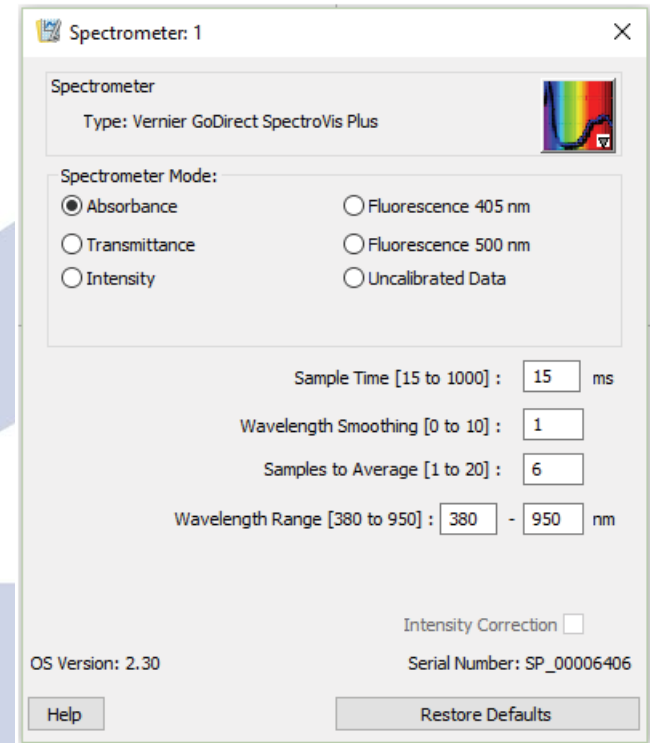 Spectrometer: 1
Spectrometer
Type: Vernier GoDirect SpectroVis Plus
Spectrometer Mode:
Absorbance Fluorescence 405 nm
Transmittance Fluorescence 500 nm
Intensity Uncalibrated Data
Sample Time [15 to 1000] : 15 ms
Wavelength Smoothing [0 to 10] : 1
Samples to Average [1 to 20] : 6
Wavelength Range [380 to 950] : 380 - 950 nm
Intensity Correction
OS Version: 2.30 Serial Number: SP_00006406
Help Restore Defaults